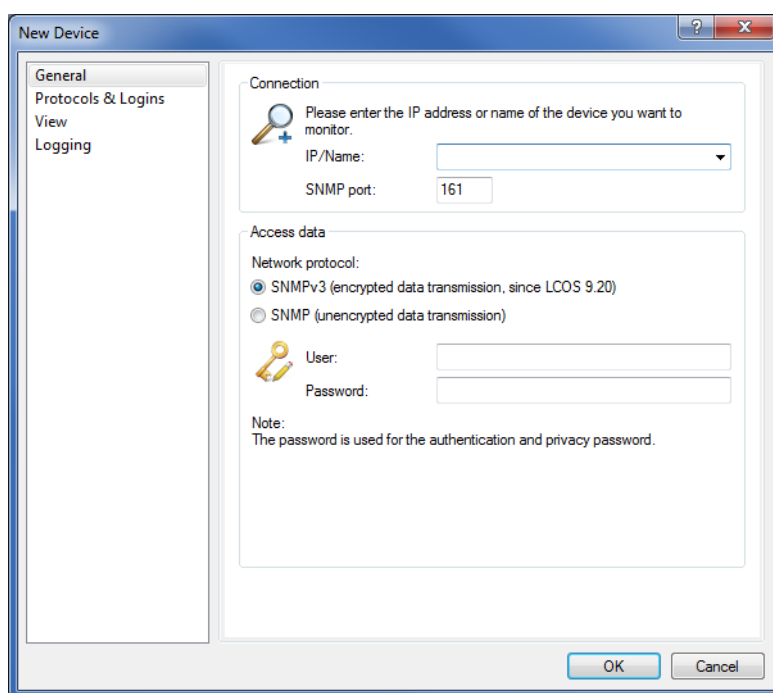 New Device
General
Protocols & Logins
View
Logging
Connection
Please enter the IP address or name of the device you want to
monitor.
IP/Name:
SNMP port: 161
Access data
Network protocol:
SNMPv3 (encrypted data transmission, since LCOS 9.20)
SNMP (unencrypted data transmission)
User:
Password:
Note:
The password is used for the authentication and privacy password.
OK Cancel